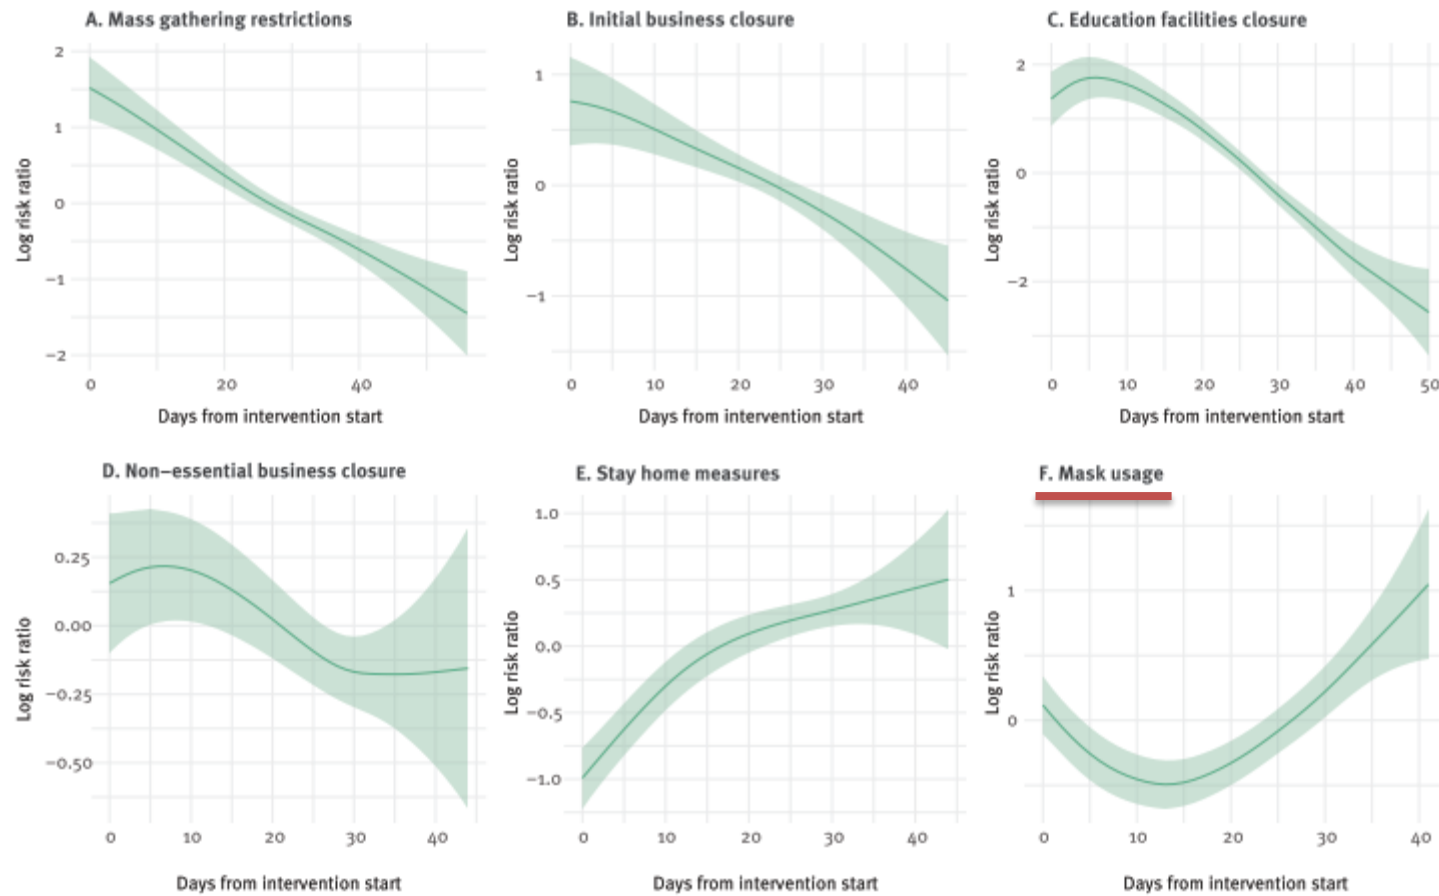 A. Mass gathering restrictions
2
1
0
−1
−2
Log risk ratio
0 20 40
Days from intervention start
B. Initial business closure
1
0
−1
Log risk ratio
0 10 20 30 40
Days from intervention start
C. Education facilities closure
2
0
−2
Log risk ratio
0 10 20 30 40 50
Days from intervention start
D. Non−essential business closure
0.25
0.00
−0.25
−0.50
Log risk ratio
0 10 20 30 40
Days from intervention start
E. Stay home measures
1.0
0.5
0.0
−0.5
−1.0
Log risk ratio
0 10 20 30 40
Days from intervention start
F. Mask usage
1
0
Log risk ratio
0 10 20 30 40
Days from intervention start